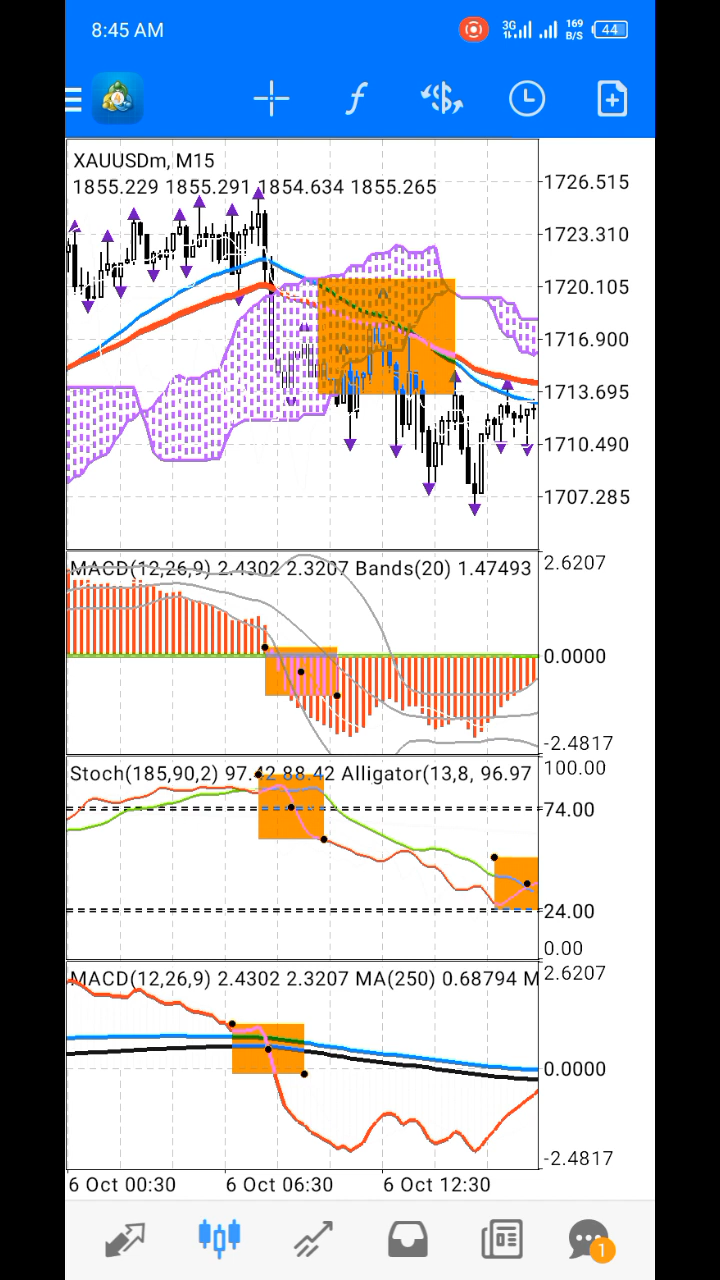 8:45 AM 3G 169 B/S 44
4
XAUUSDm, M15
1855.229 1855.291 1854.634 1855.265
1726.515
1723.310
1720.105
1716.900
1713.695
1710.490
1707.285
MACD(12,26,9) 2.4302 2.3207 Bands(20) 1.47493 2.6207
0.0000
-2.4817
Stoch(185,90,2) 97.42 88.42 Alligator(13,8, 96.97 100.00
74.00
24.00
0.00
MACD(12,26,9) 2.4302 2.3207 MA(250) 0.68794 M 2.6207
0.0000
-2.4817
6 Oct 00:30 6 Oct 06:30 6 Oct 12:30
1